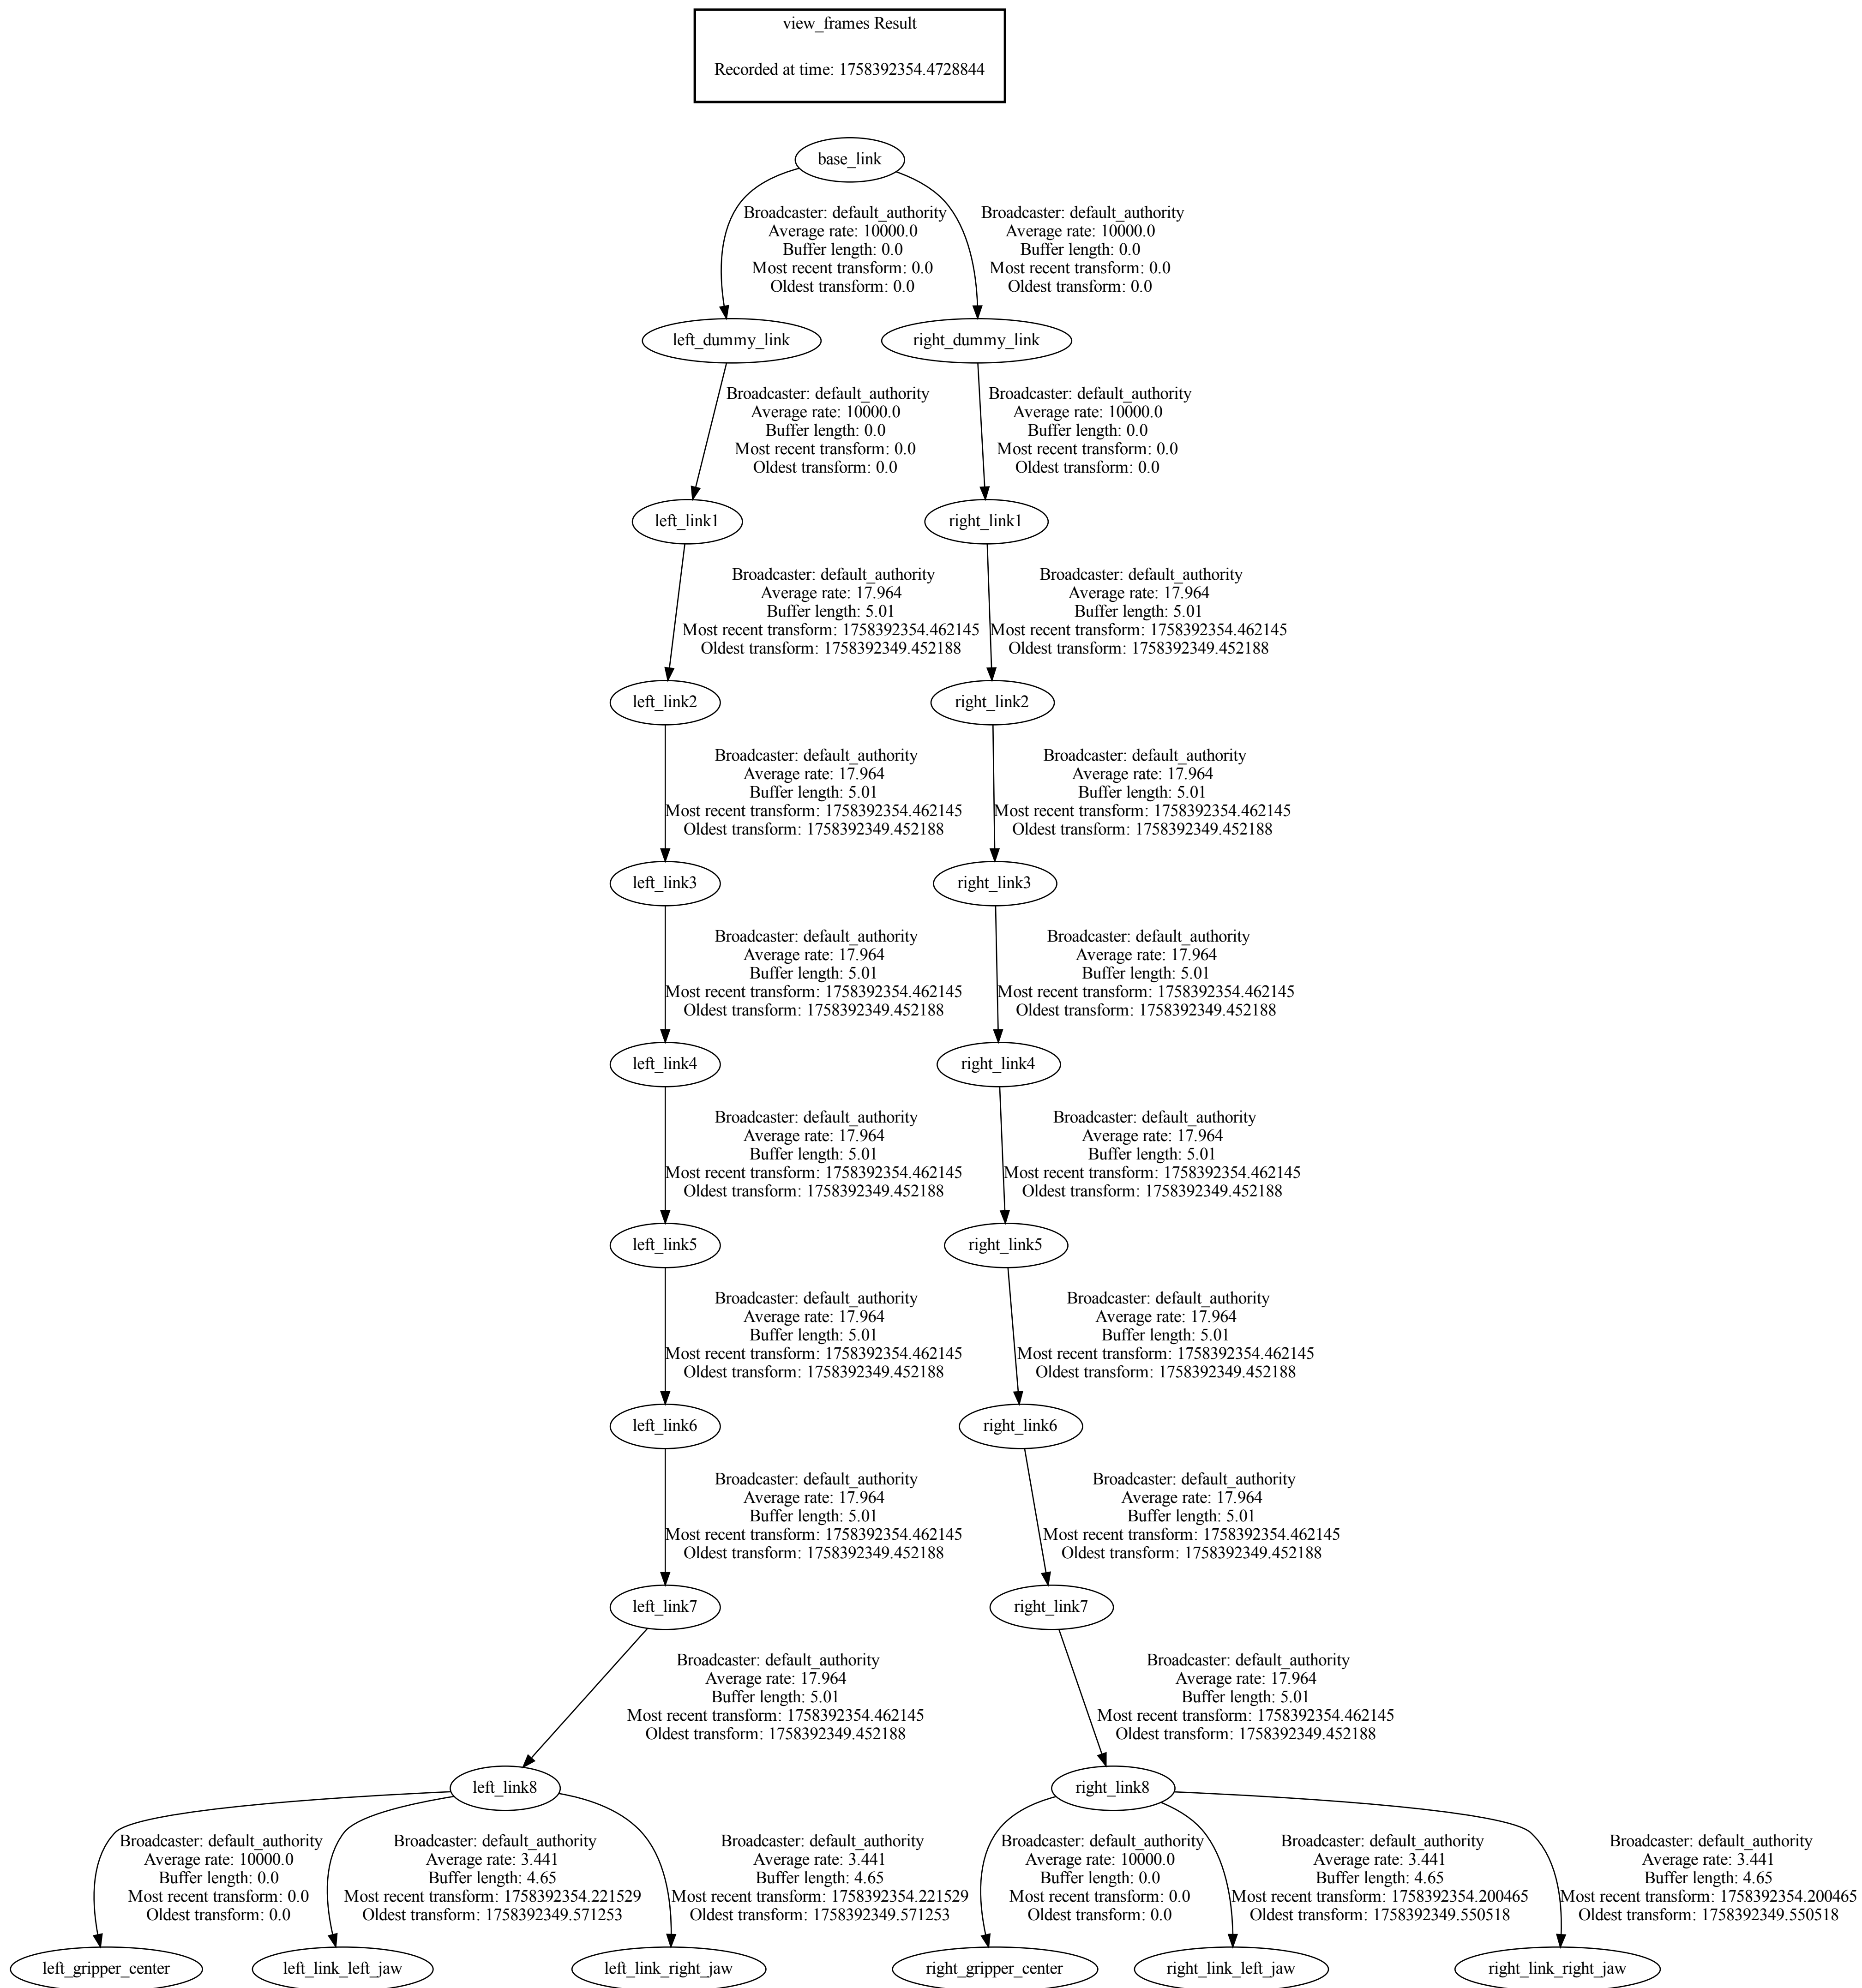 view_frames Result
Recorded at time: 1758392354.4728844
base_link
Broadcaster: default_authority
Average rate: 10000.0
Buffer length: 0.0
Most recent transform: 0.0
Oldest transform: 0.0
Broadcaster: default_authority
Average rate: 10000.0
Buffer length: 0.0
Most recent transform: 0.0
Oldest transform: 0.0
left_dummy_link
right_dummy_link
Broadcaster: default_authority
Average rate: 10000.0
Buffer length: 0.0
Most recent transform: 0.0
Oldest transform: 0.0
Broadcaster: default_authority
Average rate: 10000.0
Buffer length: 0.0
Most recent transform: 0.0
Oldest transform: 0.0
left_link1
right_link1
Broadcaster: default_authority
Average rate: 17.964
Buffer length: 5.01
Most recent transform: 1758392354.462145
Oldest transform: 1758392349.452188
Broadcaster: default_authority
Average rate: 17.964
Buffer length: 5.01
Most recent transform: 1758392354.462145
Oldest transform: 1758392349.452188
left_link2
right_link2
Broadcaster: default_authority
Average rate: 17.964
Buffer length: 5.01
Most recent transform: 1758392354.462145
Oldest transform: 1758392349.452188
Broadcaster: default_authority
Average rate: 17.964
Buffer length: 5.01
Most recent transform: 1758392354.462145
Oldest transform: 1758392349.452188
left_link3
right_link3
Broadcaster: default_authority
Average rate: 17.964
Buffer length: 5.01
Most recent transform: 1758392354.462145
Oldest transform: 1758392349.452188
Broadcaster: default_authority
Average rate: 17.964
Buffer length: 5.01
Most recent transform: 1758392354.462145
Oldest transform: 1758392349.452188
left_link4
right_link4
Broadcaster: default_authority
Average rate: 17.964
Buffer length: 5.01
Most recent transform: 1758392354.462145
Oldest transform: 1758392349.452188
Broadcaster: default_authority
Average rate: 17.964
Buffer length: 5.01
Most recent transform: 1758392354.462145
Oldest transform: 1758392349.452188
left_link5
right_link5
Broadcaster: default_authority
Average rate: 17.964
Buffer length: 5.01
Most recent transform: 1758392354.462145
Oldest transform: 1758392349.452188
Broadcaster: default_authority
Average rate: 17.964
Buffer length: 5.01
Most recent transform: 1758392354.462145
Oldest transform: 1758392349.452188
left_link6
right_link6
Broadcaster: default_authority
Average rate: 17.964
Buffer length: 5.01
Most recent transform: 1758392354.462145
Oldest transform: 1758392349.452188
Broadcaster: default_authority
Average rate: 17.964
Buffer length: 5.01
Most recent transform: 1758392354.462145
Oldest transform: 1758392349.452188
left_link7
right_link7
Broadcaster: default_authority
Average rate: 17.964
Buffer length: 5.01
Most recent transform: 1758392354.462145
Oldest transform: 1758392349.452188
Broadcaster: default_authority
Average rate: 17.964
Buffer length: 5.01
Most recent transform: 1758392354.462145
Oldest transform: 1758392349.452188
left_link8
right_link8
Broadcaster: default_authority
Average rate: 10000.0
Buffer length: 0.0
Most recent transform: 0.0
Oldest transform: 0.0
Broadcaster: default_authority
Average rate: 3.441
Buffer length: 4.65
Most recent transform: 1758392354.221529
Oldest transform: 1758392349.571253
Broadcaster: default_authority
Average rate: 3.441
Buffer length: 4.65
Most recent transform: 1758392354.221529
Oldest transform: 1758392349.571253
Broadcaster: default_authority
Average rate: 10000.0
Buffer length: 0.0
Most recent transform: 0.0
Oldest transform: 0.0
Broadcaster: default_authority
Average rate: 3.441
Buffer length: 4.65
Most recent transform: 1758392354.200465
Oldest transform: 1758392349.550518
Broadcaster: default_authority
Average rate: 3.441
Buffer length: 4.65
Most recent transform: 1758392354.200465
Oldest transform: 1758392349.550518
left_gripper_center
left_link_left_jaw
left_link_right_jaw
right_gripper_center
right_link_left_jaw
right_link_right_jaw